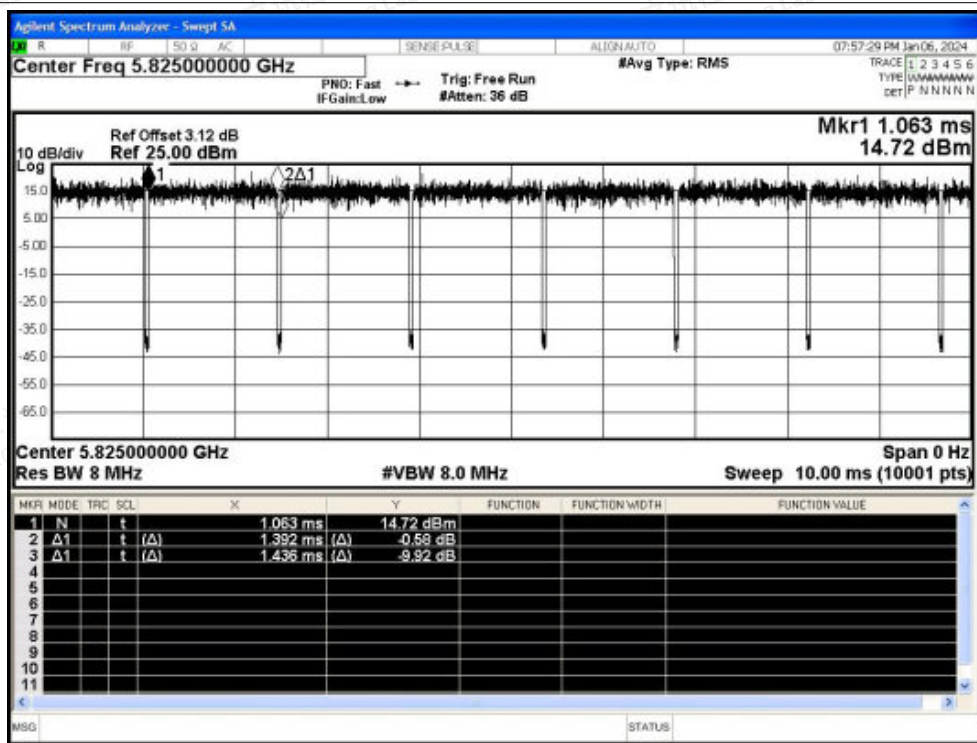 Agilent Spectrum Analyzer - Swept SA
R RF 50 Ω AC SENSE:PULSE ALIGN AUTO 07:57:29 PM Jan 06, 2024
Center Freq 5.825000000 GHz #Avg Type: RMS TRACE 1 2 3 4 5 6
PNO: Fast Trig: Free Run TYPE
IFGain:Low #Atten: 36 dB DET P N N N N N
Mkr1 1.063 ms
Ref Offset 3.12 dB
10 dB/div Ref 25.00 dBm 14.72 dBm
Log
1 2Δ1
15.0
5.00
-5.00
-15.0
-25.0
-35.0
-45.0
-55.0
-65.0
Center 5.825000000 GHz Span 0 Hz
Res BW 8 MHz #VBW 8.0 MHz Sweep 10.00 ms (10001 pts)
MKR MODE TRC SCL X Y FUNCTION FUNCTION WIDTH FUNCTION VALUE
1 N t 1.063 ms 14.72 dBm
2 Δ1 t (Δ) 1.392 ms (Δ) -0.58 dB
3 Δ1 t (Δ) 1.436 ms (Δ) -9.92 dB
4
5
6
7
8
9
10
11
MSG STATUS